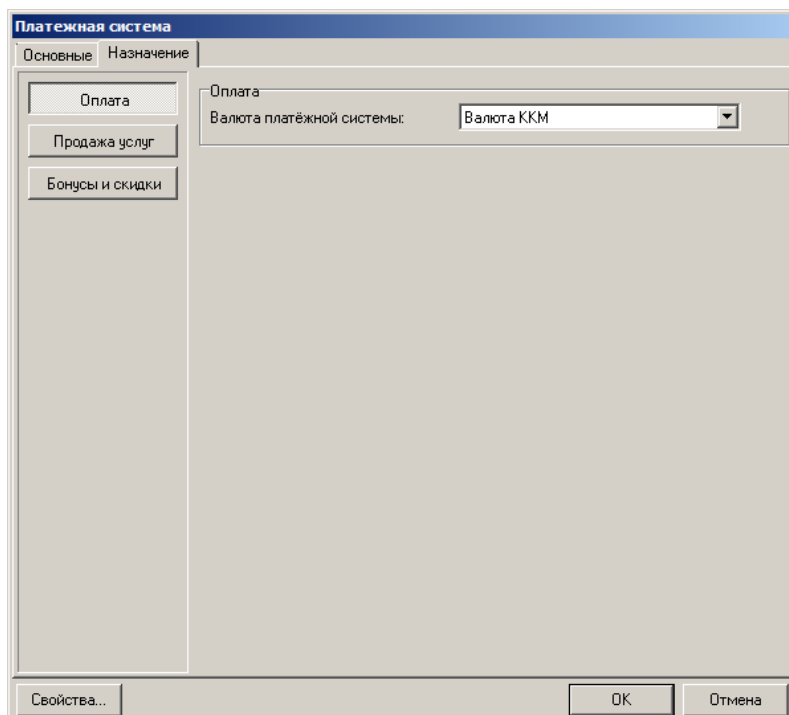 Платежная система
Основные Назначение
Оплата
Продажа услуг
Бонусы и скидки
Оплата
Валюта платёжной системы: Валюта ККМ
Свойства... OK Отмена